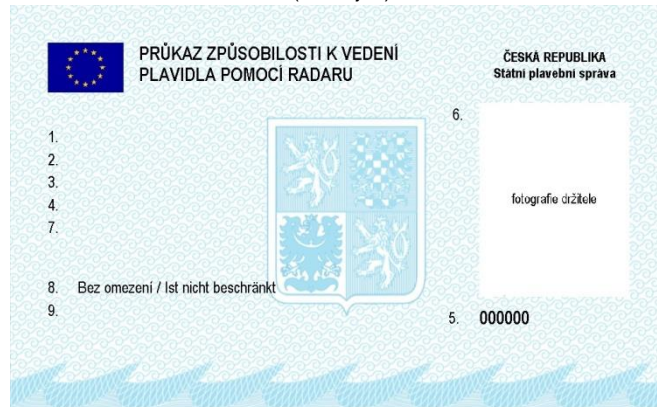 PRŮKAZ ZPŮSOBILOSTI K VEDENÍ
PLAVIDLA POMOCÍ RADARU
ČESKÁ REPUBLIKA
Státní plavební správa
6.
1.
2.
3.
4.
7.
fotografie držitele
8. Bez omezení / Ist nicht beschränkt
9.
5. 000000